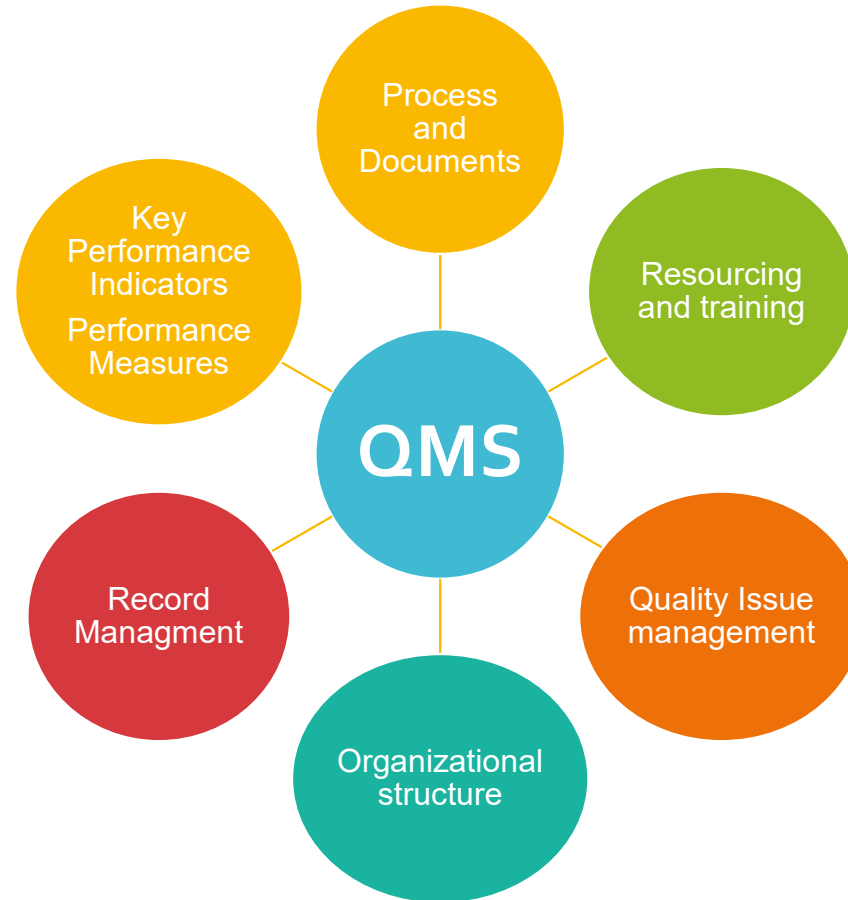 Process
and
Documents
Key
Performance
Indicators
Performance
Measures
Resourcing
and training
QMS
Record
Managment
Quality Issue
management
Organizational
structure